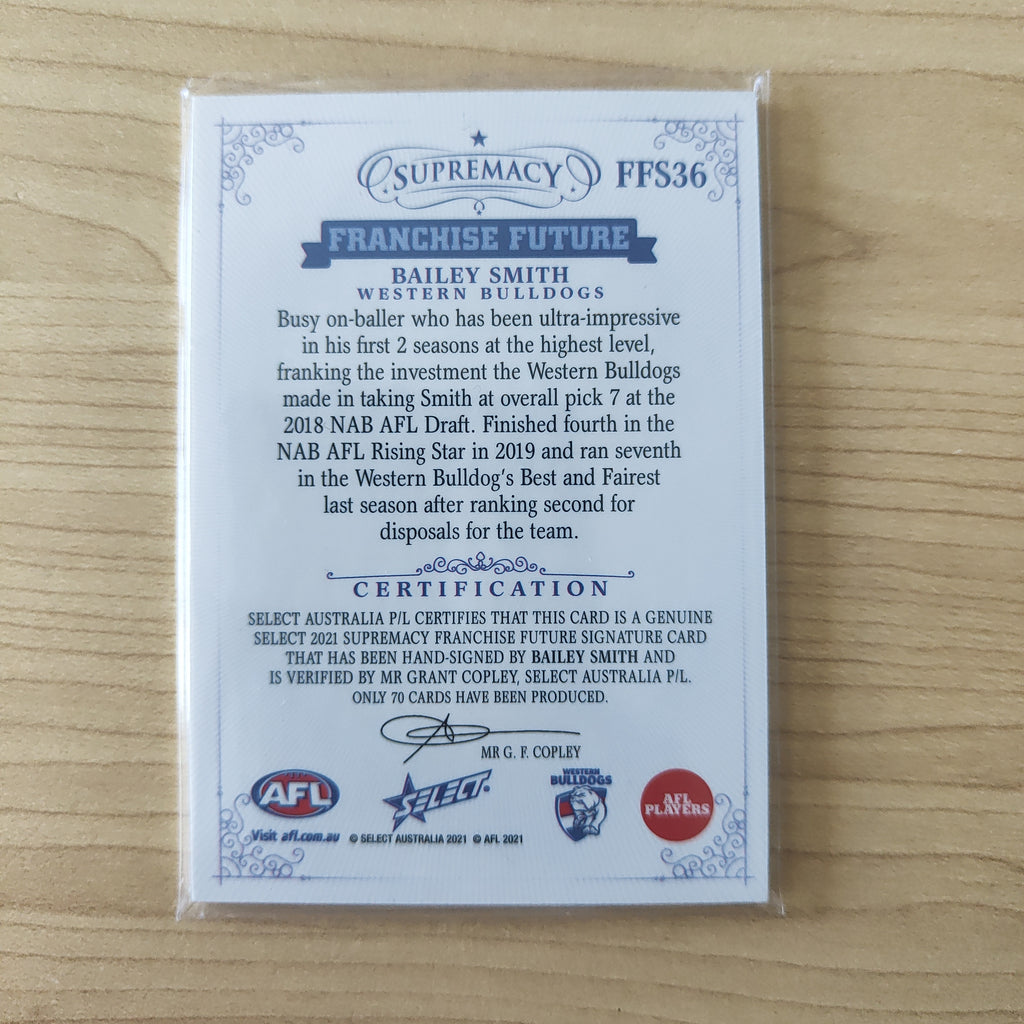 SUPREMACY FFS36
FRANCHISE FUTURE
BAILEY SMITH
WESTERN BULLDOGS
Busy on-baller who has been ultra-impressive
in his first 2 seasons at the highest level,
franking the investment the Western Bulldogs
made in taking Smith at overall pick 7 at the
2018 NAB AFL Draft. Finished fourth in the
NAB AFL Rising Star in 2019 and ran seventh
in the Western Bulldog's Best and Fairest
last season after ranking second for
disposals for the team.
CERTIFICATION
SELECT AUSTRALIA P/L CERTIFIES THAT THIS CARD IS A GENUINE
SELECT 2021 SUPREMACY FRANCHISE FUTURE SIGNATURE CARD
THAT HAS BEEN HAND-SIGNED BY BAILEY SMITH AND
IS VERIFIED BY MR GRANT COPLEY, SELECT AUSTRALIA P/L.
ONLY 70 CARDS HAVE BEEN PRODUCED.
MR G. F. COPLEY
AFL
Visit afl.com.au
SELECT
© SELECT AUSTRALIA 2021 © AFL 2021
WESTERN
BULLDOGS
AFL
PLAYERS